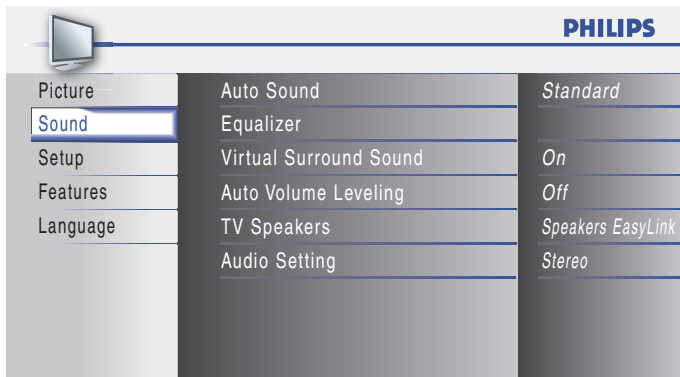 PHILIPS
Picture
Sound
Setup
Features
Language
Auto Sound
Equalizer
Virtual Surround Sound
Auto Volume Leveling
TV Speakers
Audio Setting
Standard
On
Off
Speakers EasyLink
Stereo